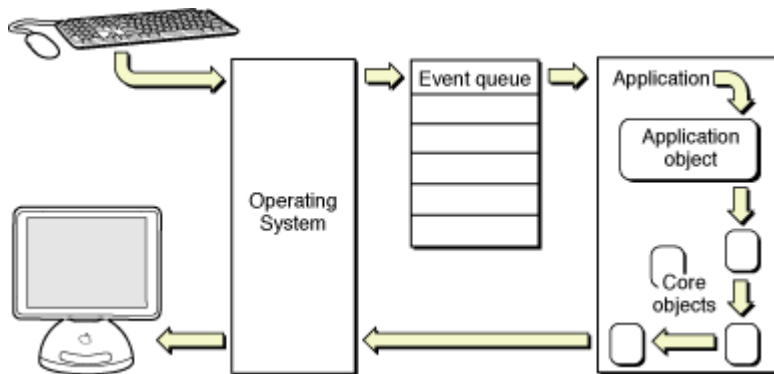 Event queue
Application
Application
object
Operating
System
Core
objects